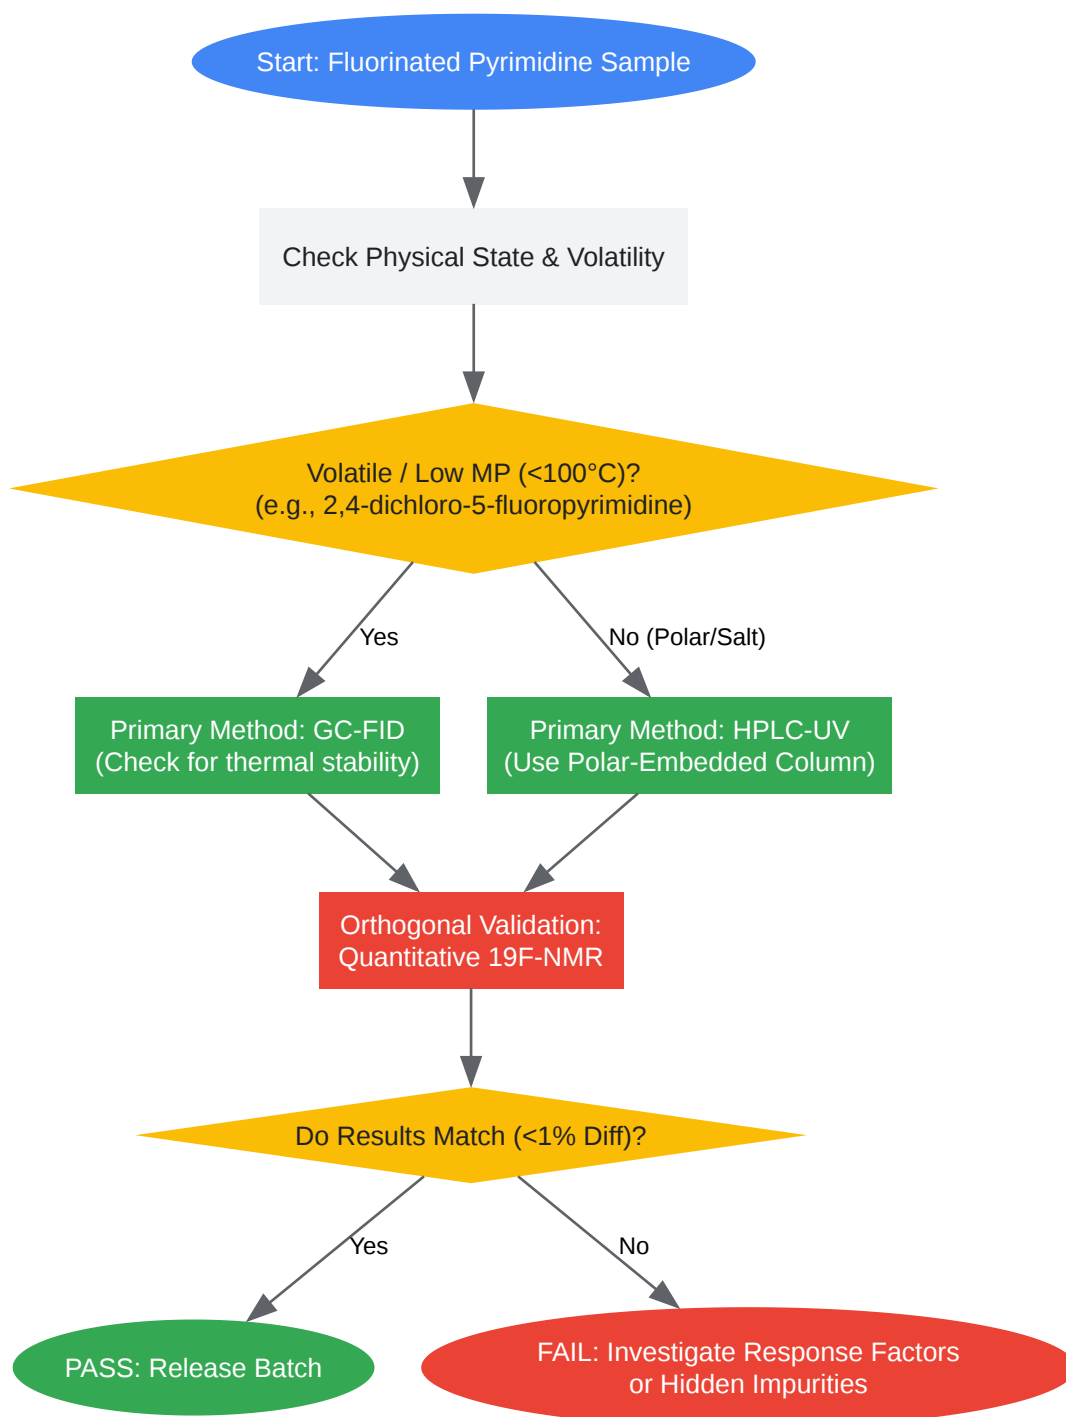 Start: Fluorinated Pyrimidine Sample
Check Physical State & Volatility
Volatile / Low MP (<100°C)?
(e.g., 2,4-dichloro-5-fluoropyrimidine)
Yes
No (Polar/Salt)
Primary Method: GC-FID
(Check for thermal stability)
Primary Method: HPLC-UV
(Use Polar-Embedded Column)
Orthogonal Validation:
Quantitative 19F-NMR
Do Results Match (<1% Diff)?
Yes
No
PASS: Release Batch
FAIL: Investigate Response Factors
or Hidden Impurities